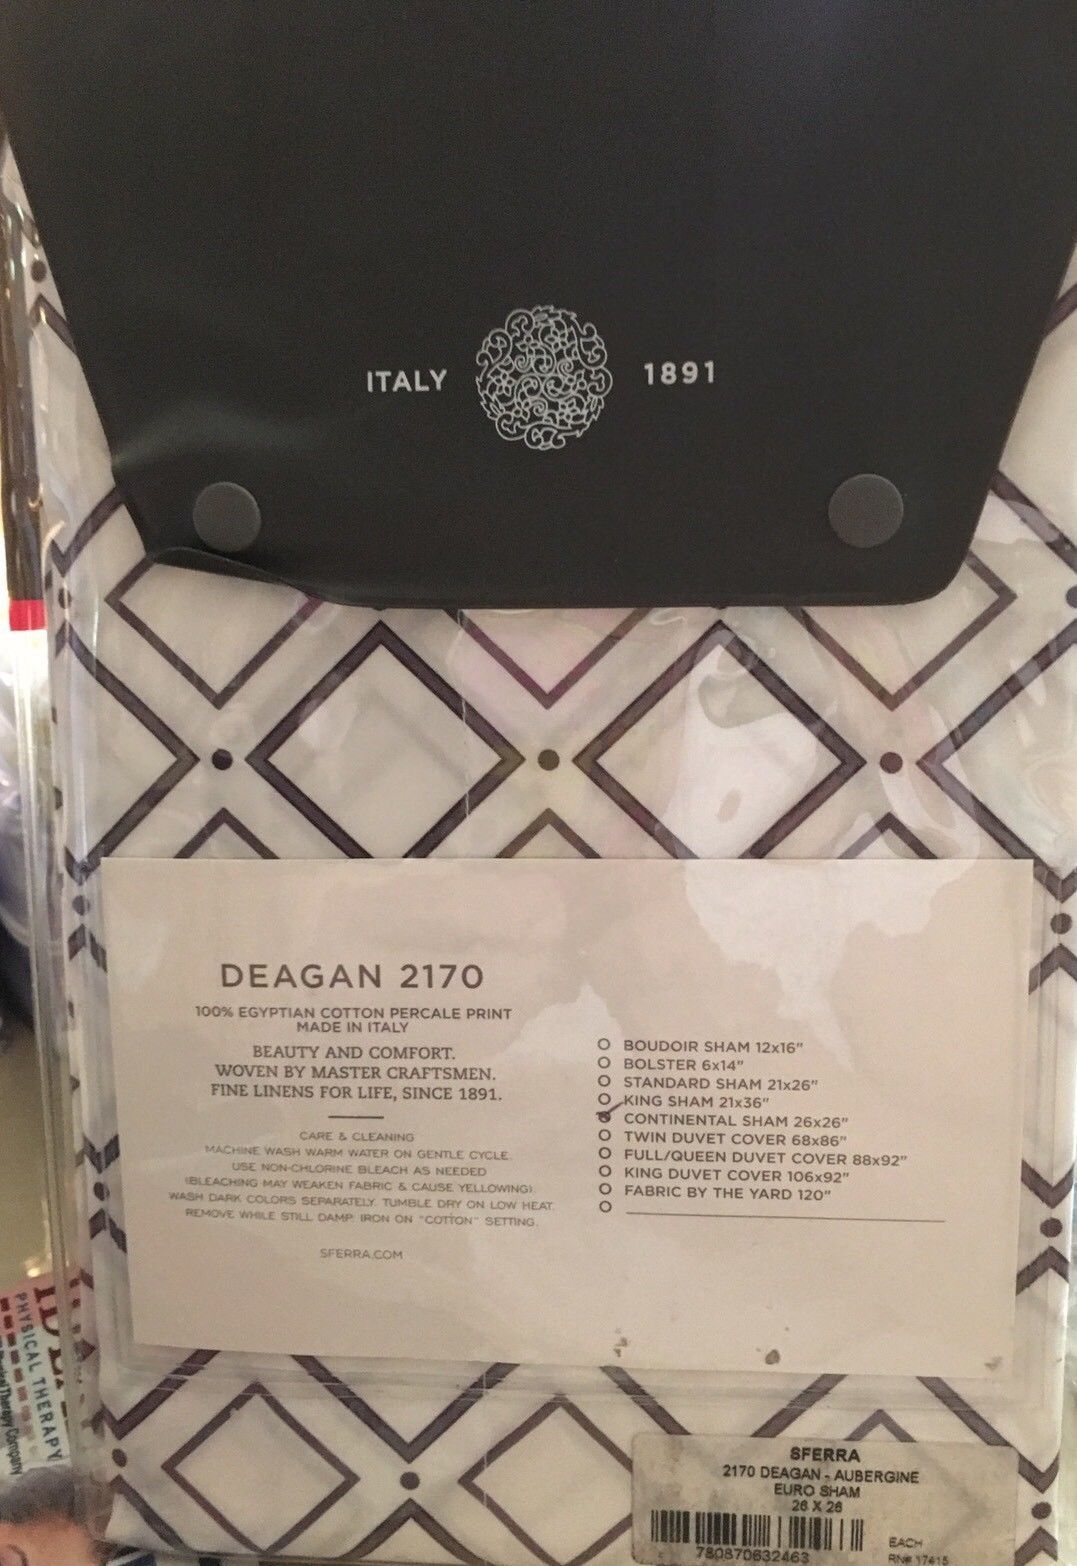 ITALY 1891
DEAGAN 2170
100% EGYPTIAN COTTON PERCALE PRINT
MADE IN ITALY
BEAUTY AND COMFORT.
WOVEN BY MASTER CRAFTSMEN.
FINE LINENS FOR LIFE, SINCE 1891.
CARE & CLEANING
MACHINE WASH WARM WATER ON GENTLE CYCLE.
USE NON-CHLORINE BLEACH AS NEEDED
(BLEACHING MAY WEAKEN FABRIC & CAUSE YELLOWING).
WASH DARK COLORS SEPARATELY. TUMBLE DRY ON LOW HEAT.
REMOVE WHILE STILL DAMP. IRON ON "COTTON" SETTING.
SFERRA.COM
BOUDOIR SHAM 12x16"
BOLSTER 6x14"
STANDARD SHAM 21x26"
KING SHAM 21x36"
CONTINENTAL SHAM 26x26"
TWIN DUVET COVER 68x86"
FULL/QUEEN DUVET COVER 88x92"
KING DUVET COVER 106x92"
FABRIC BY THE YARD 120"
SFERRA
2170 DEAGAN - AUBERGINE
EURO SHAM
26 X 26
780870632463
EACH
RN# 17415
PHYSICAL THERAPY
Physical Therapy Company